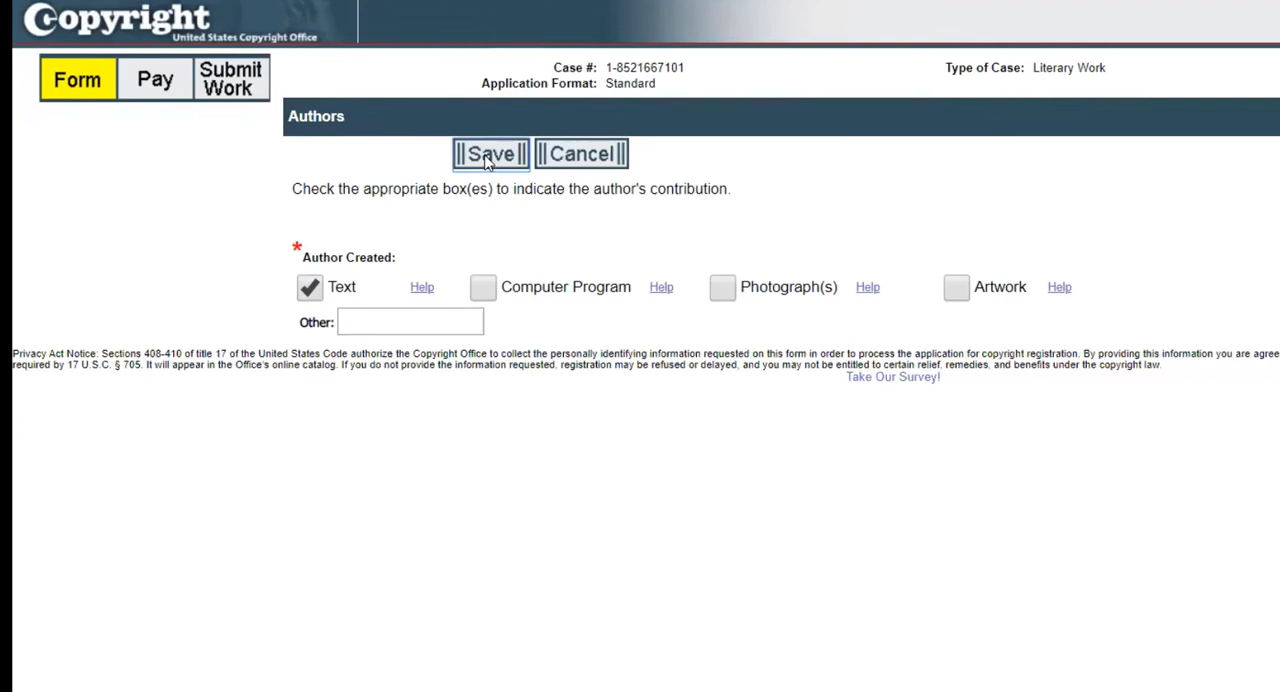 Copyright
United States Copyright Office
Form Pay Submit Work
Case #: 1-8521667101 Type of Case: Literary Work
Application Format: Standard
Authors
Save Cancel
Check the appropriate box(es) to indicate the author's contribution.
* Author Created:
Text Help Computer Program Help Photograph(s) Help Artwork Help
Other:
Privacy Act Notice: Sections 408-410 of title 17 of the United States Code authorize the Copyright Office to collect the personally identifying information requested on this form in order to process the application for copyright registration. By providing this information you are agree
required by 17 U.S.C. § 705. It will appear in the Office's online catalog. If you do not provide the information requested, registration may be refused or delayed, and you may not be entitled to certain relief, remedies, and benefits under the copyright law.
Take Our Survey!